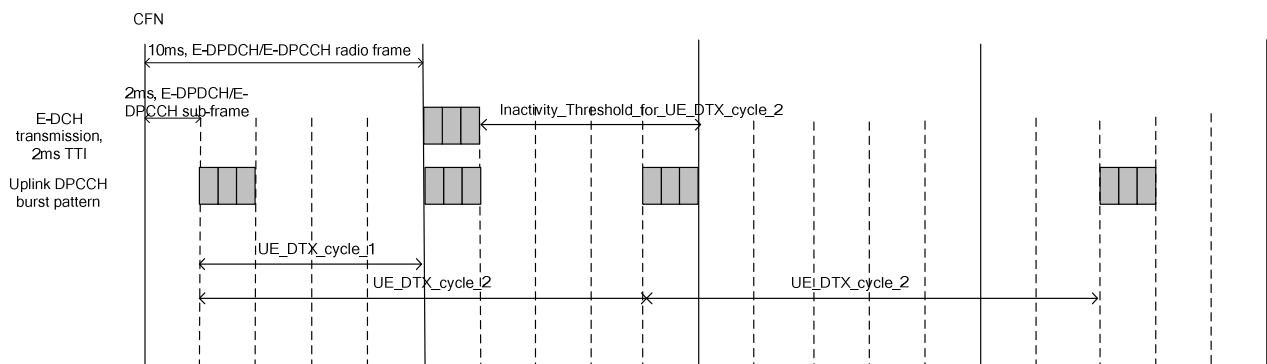 CFN
10ms, E-DPDCH/E-DPCCH radio frame
2ms, E-DPDCH/E-
DPCCH sub-frame
E-DCH
transmission,
2ms TTI
Inactivity_Threshold_for_UE_DTX_cycle_2
Uplink DPCCH
burst pattern
UE_DTX_cycle_1
UE_DTX_cycle_2
UE_DTX_cycle_2